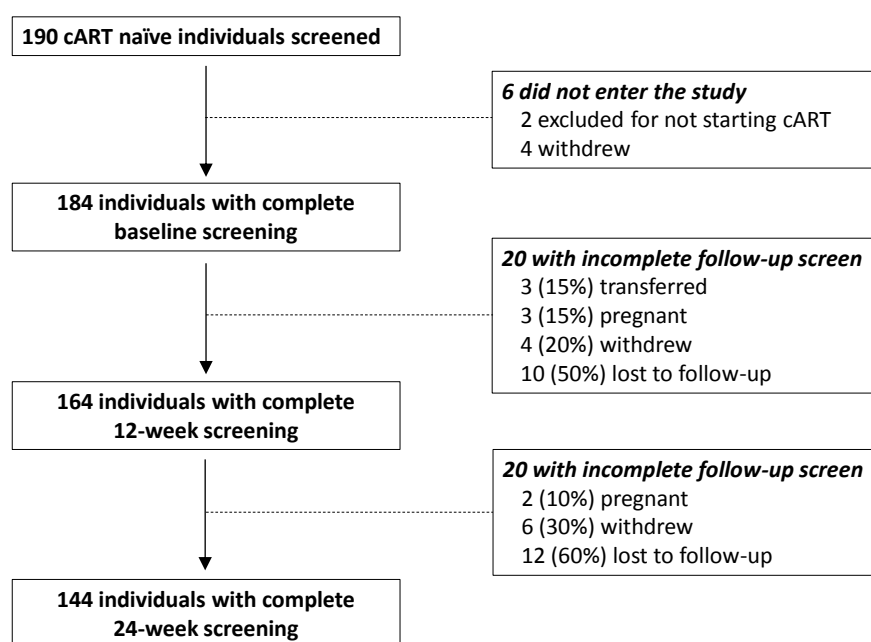 190 cART naïve individuals screened
6 did not enter the study
2 excluded for not starting cART
4 withdrew
184 individuals with complete
baseline screening
20 with incomplete follow-up screen
3 (15%) transferred
3 (15%) pregnant
4 (20%) withdrew
10 (50%) lost to follow-up
164 individuals with complete
12-week screening
20 with incomplete follow-up screen
2 (10%) pregnant
6 (30%) withdrew
12 (60%) lost to follow-up
144 individuals with complete
24-week screening